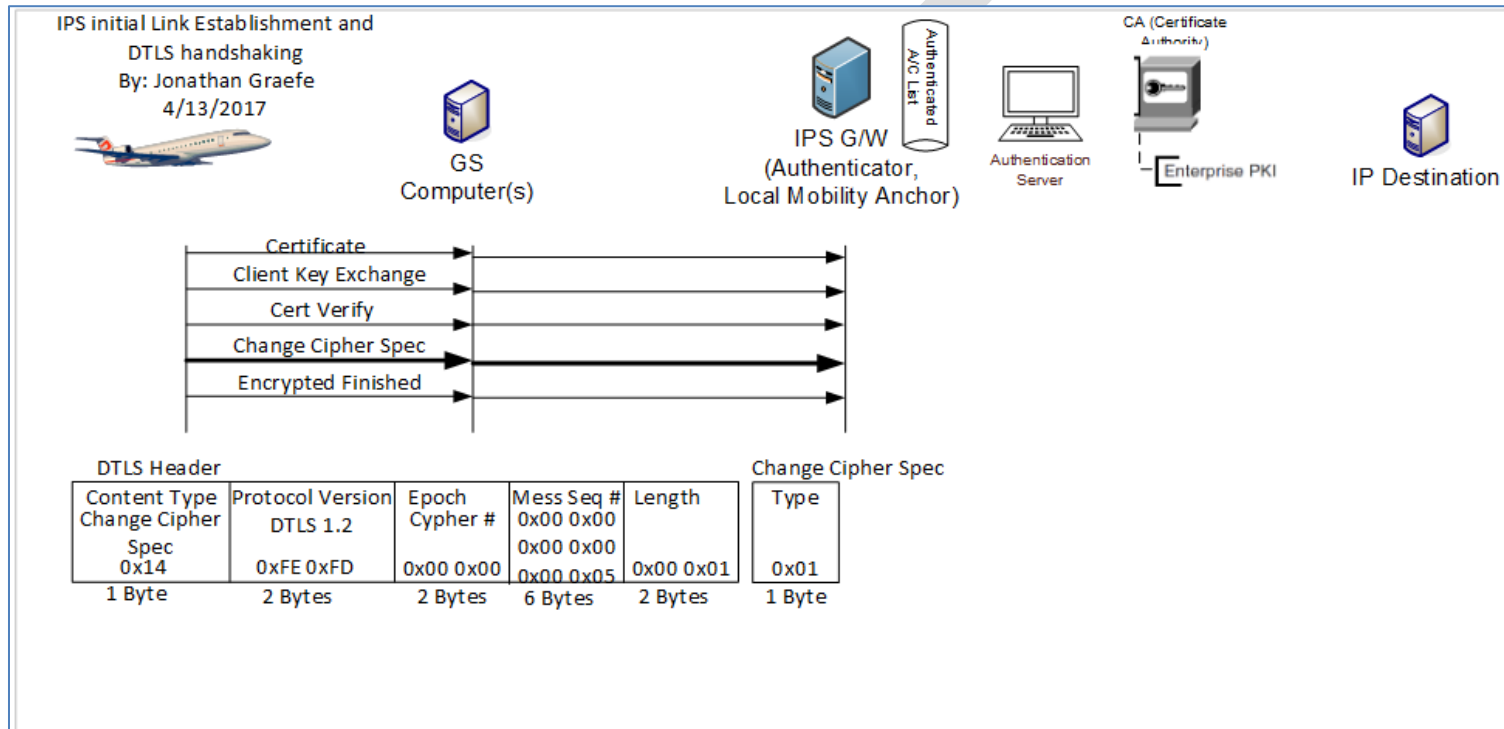 IPS initial Link Establishment and
DTLS handshaking
By: Jonathan Graefe
4/13/2017
GS
Computer(s)
IPS G/W
(Authenticator,
Local Mobility Anchor)
Authenticated
A/C List
Authentication
Server
CA (Certificate
Authority)
Enterprise PKI
IP Destination
Certificate
Client Key Exchange
Cert Verify
Change Cipher Spec
Encrypted Finished
DTLS Header
Content Type
Change Cipher
Spec
0x14
1 Byte
Protocol Version
DTLS 1.2
0xFE 0xFD
2 Bytes
Epoch
Cypher #
0x00 0x00
2 Bytes
Mess Seq #
0x00 0x00
0x00 0x00
0x00 0x05
6 Bytes
Length
0x00 0x01
2 Bytes
Change Cipher Spec
Type
0x01
1 Byte